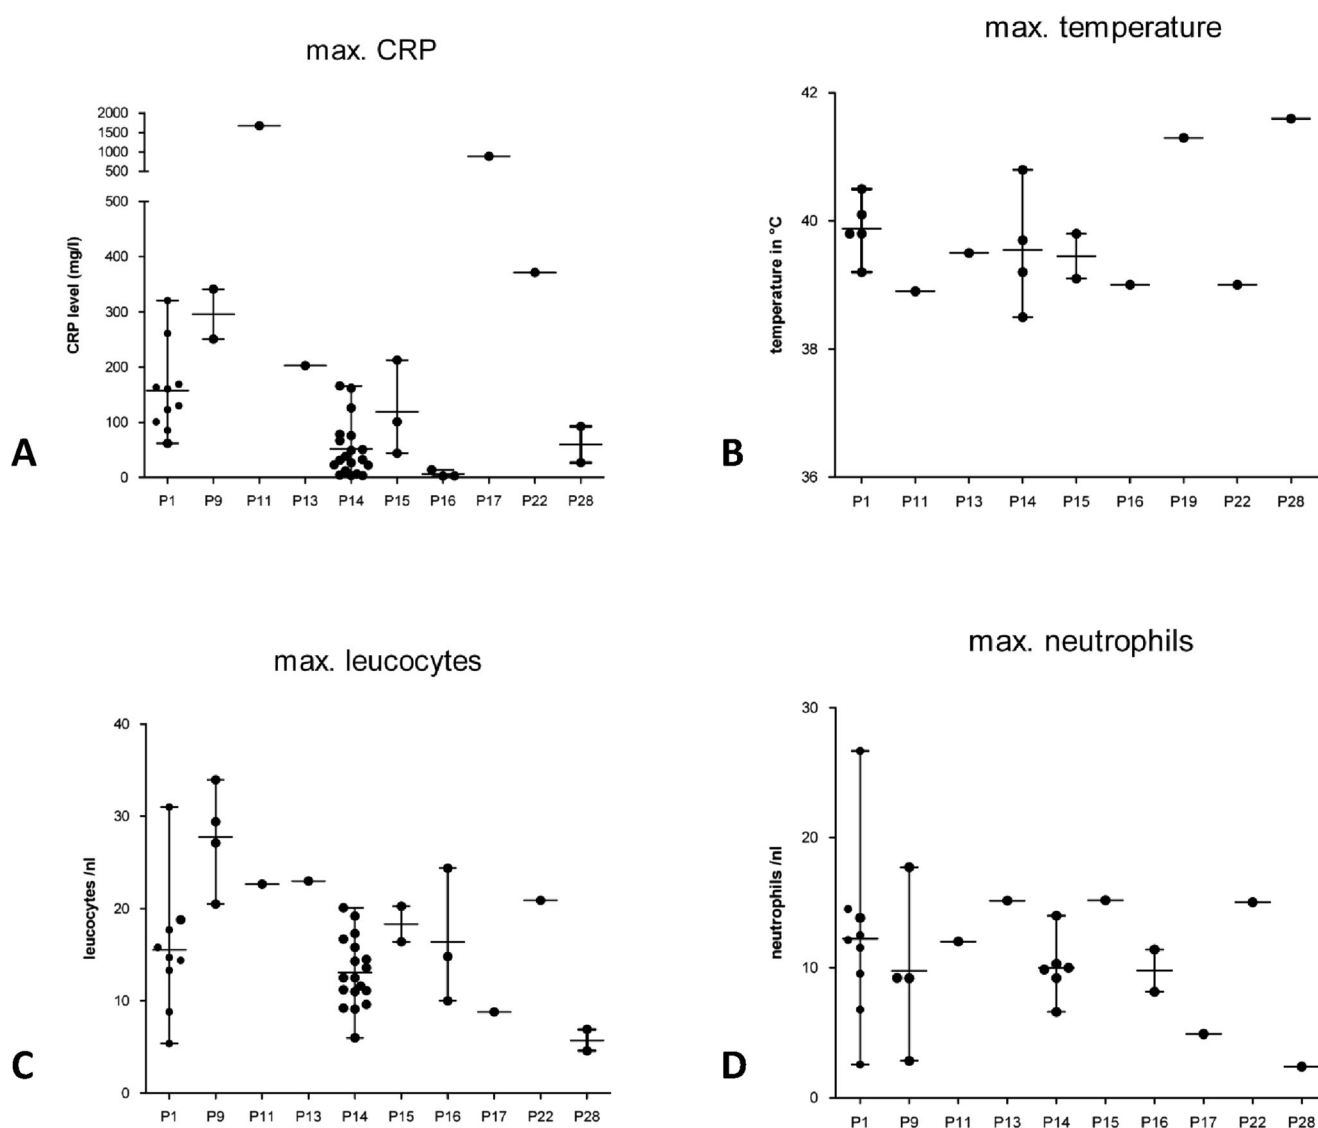 max. CRP
2000
1500
1000
500
500
400
300
200
100
0
CRP level (mg/l)
P1 P9 P11 P13 P14 P15 P16 P17 P22 P28
A
max. temperature
42
40
38
36
temperature in °C
P1 P11 P13 P14 P15 P16 P19 P22 P28
B
max. leucocytes
40
30
20
10
0
leucocytes /nl
P1 P9 P11 P13 P14 P15 P16 P17 P22 P28
C
max. neutrophils
30
20
10
0
neutrophils /nl
P1 P9 P11 P13 P14 P15 P16 P17 P22 P28
D